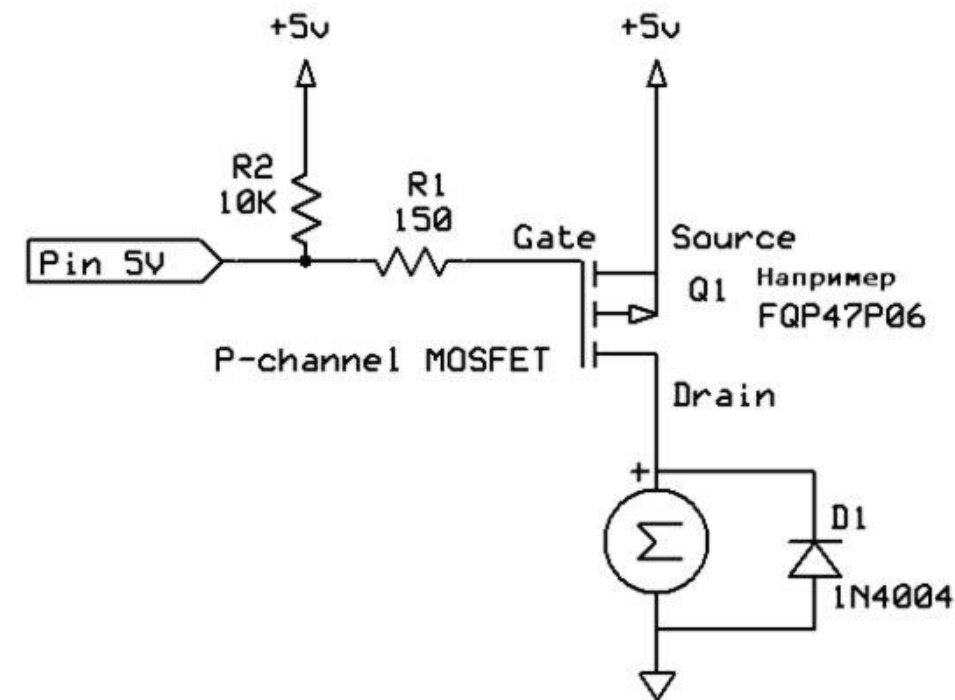 +5v
+5v
R2
10K
R1
150
Pin 5V
Gate
Source
Q1
Например
FQP47P06
P-channel MOSFET
Drain
+
D1
1N4004